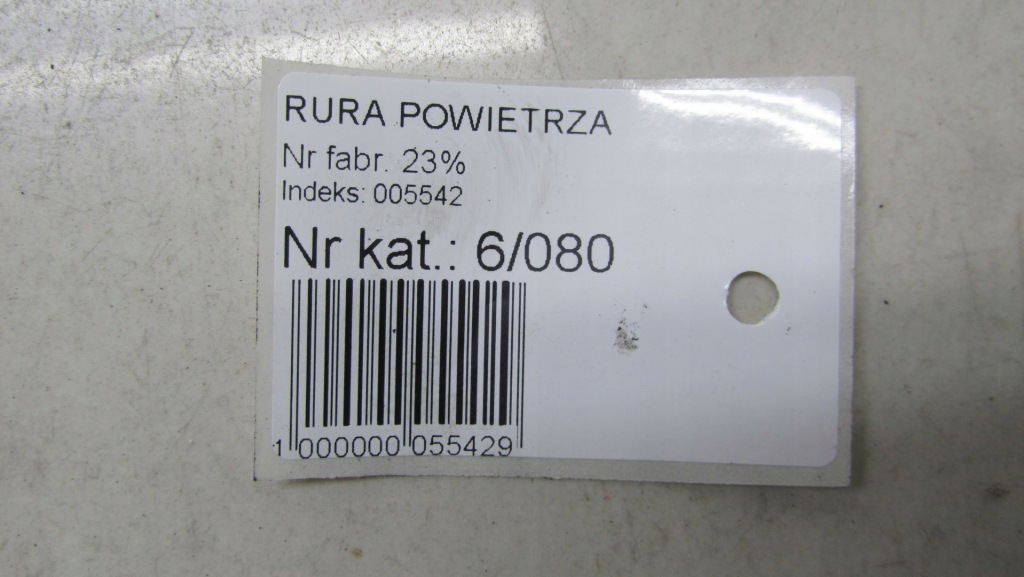 RURA POWIETRZA
Nr fabr. 23%
Indeks: 005542
Nr kat.: 6/080
1 000000 055429